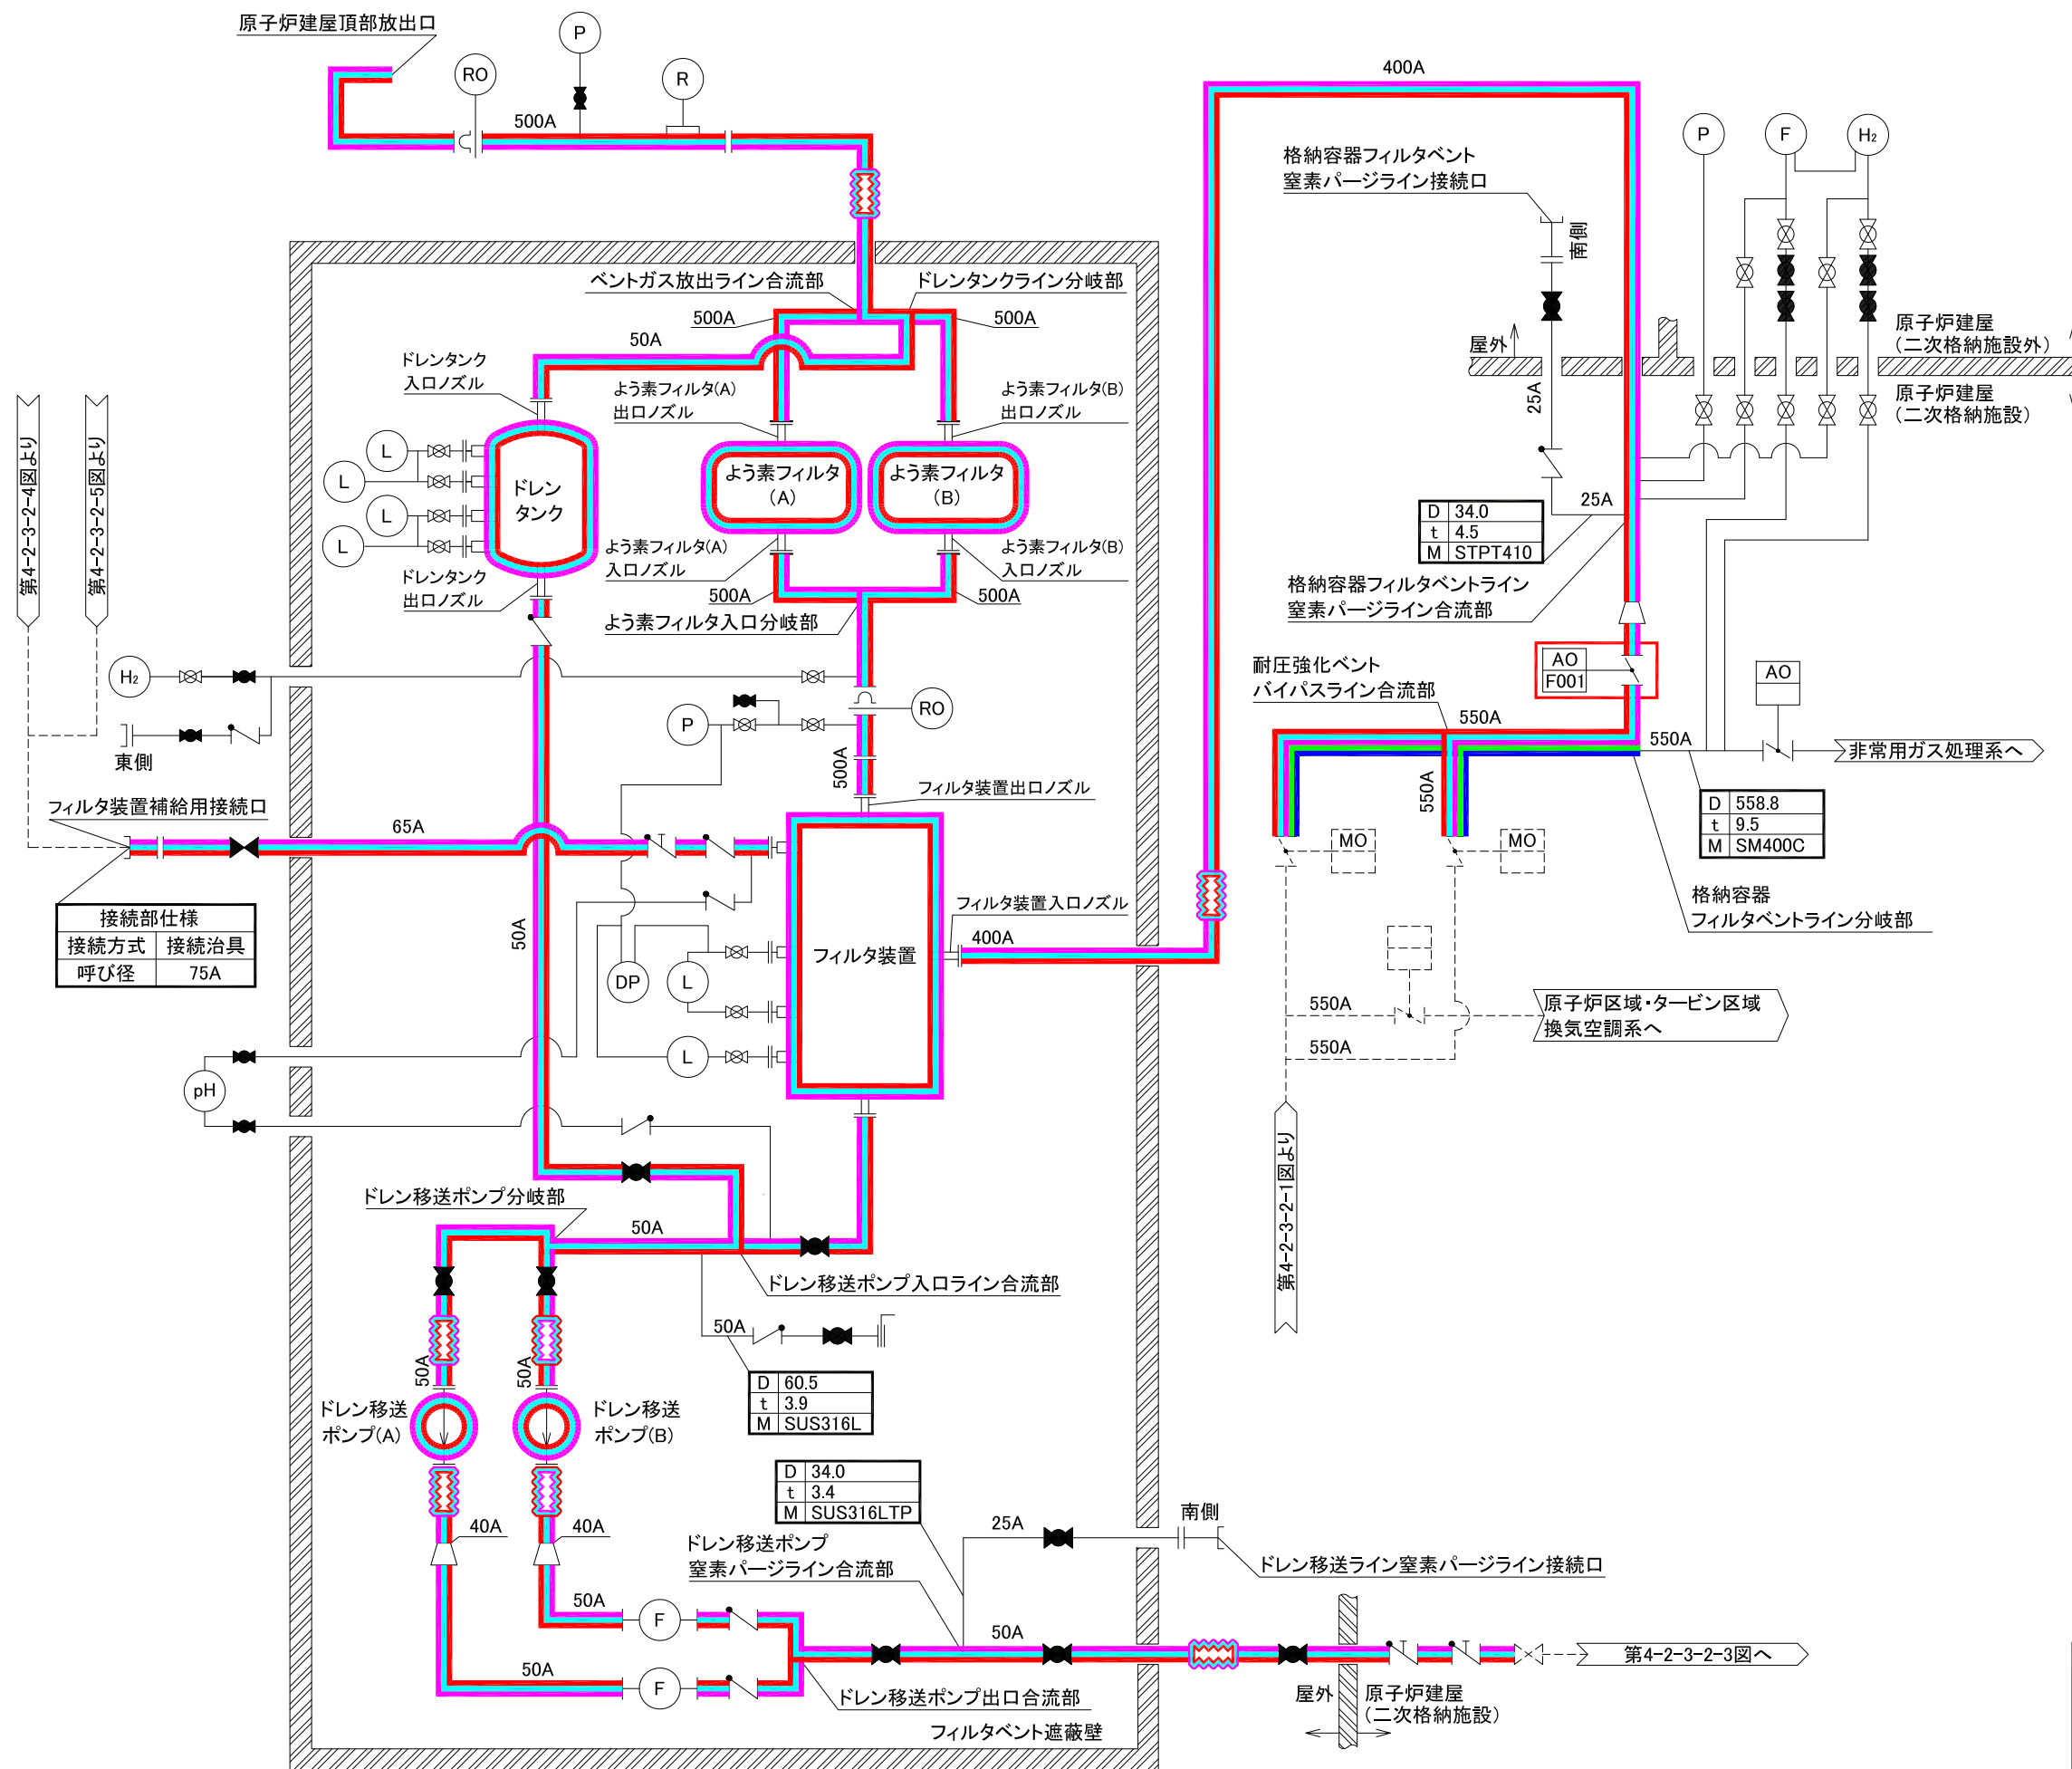 原子炉建屋頂部放出口
RO
P
R
500A
400A
P
F
H₂
格納容器フィルタベント
窒素パージライン接続口
南側
ベントガス放出ライン合流部
ドレンタンクライン分岐部
500A
500A
50A
屋外
原子炉建屋
(二次格納施設外)
原子炉建屋
(二次格納施設)
25A
ドレンタンク
入口ノズル
よう素フィルタ(A)
出口ノズル
よう素フィルタ(B)
出口ノズル
第4-2-3-2-4図より
第4-2-3-2-5図より
L
L
L
L
ドレン
タンク
よう素フィルタ
(A)
よう素フィルタ
(B)
25A
D 34.0
t 4.5
M STPT410
よう素フィルタ(A)
入口ノズル
よう素フィルタ(B)
入口ノズル
ドレンタンク
出口ノズル
500A
500A
よう素フィルタ入口分岐部
格納容器フィルタベントライン
窒素パージライン合流部
H₂
東側
P
RO
500A
耐圧強化ベント
バイパスライン合流部
AO
F001
AO
550A
550A
550A
非常用ガス処理系へ
フィルタ装置出口ノズル
D 558.8
t 9.5
M SM400C
フィルタ装置補給用接続口
65A
MO
MO
接続部仕様
接続方式 接続治具
呼び径 75A
50A
フィルタ装置入口ノズル
400A
格納容器
フィルタベントライン分岐部
フィルタ装置
DP
L
L
550A
550A
原子炉区域・タービン区域
換気空調系へ
pH
第4-2-3-2-1図より
ドレン移送ポンプ分岐部
50A
ドレン移送ポンプ入口ライン合流部
50A
50A
50A
D 60.5
t 3.9
M SUS316L
ドレン移送
ポンプ(A)
ドレン移送
ポンプ(B)
D 34.0
t 3.4
M SUS316LTP
40A
40A
25A
南側
ドレン移送ポンプ
窒素パージライン合流部
ドレン移送ライン窒素パージライン接続口
50A
F
50A
50A
F
第4-2-3-2-3図へ
ドレン移送ポンプ出口合流部
屋外
原子炉建屋
(二次格納施設)
フィルタベント遮蔽壁